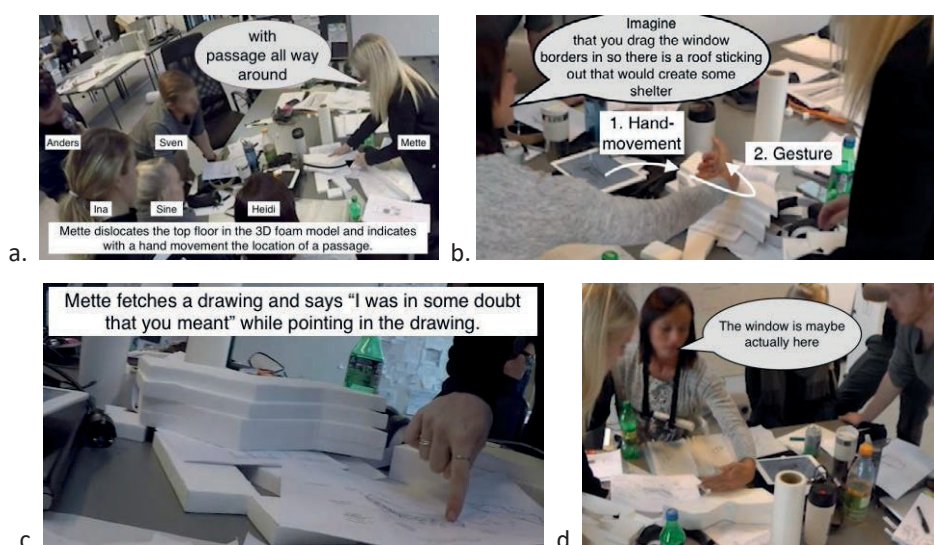 with
passage all way
around
Anders
Sven
Mette
Ina
Sine
Heidi
Mette dislocates the top floor in the 3D foam model and indicates
with a hand movement the location of a passage.
a.
Imagine
that you drag the window
borders in so there is a roof sticking
out that would create some
shelter
1. Hand-
movement
2. Gesture
b.
Mette fetches a drawing and says “I was in some doubt
that you meant” while pointing in the drawing.
c
The window is maybe
actually here
d